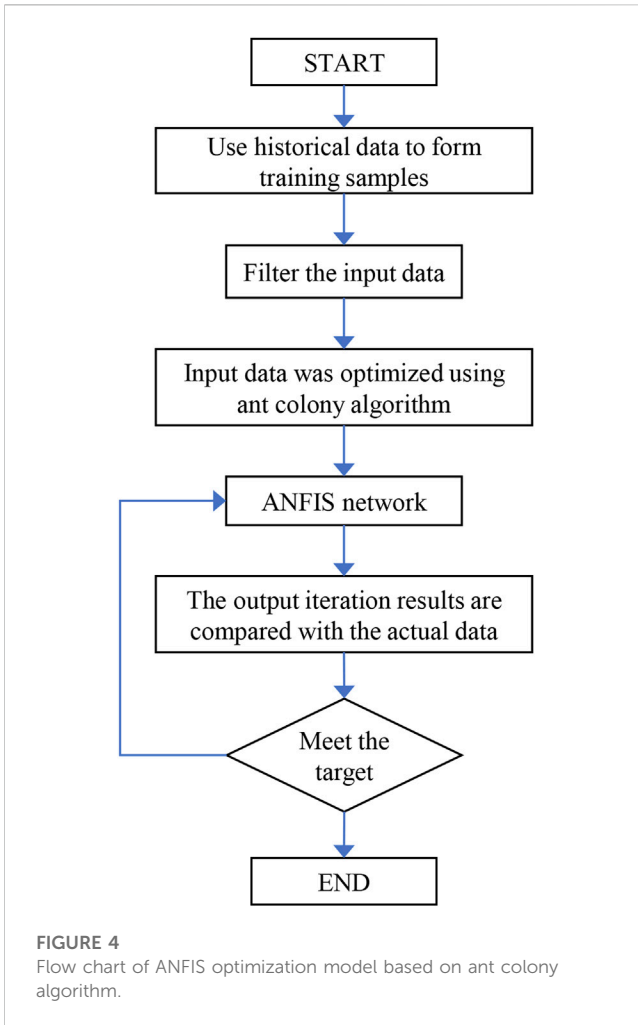 START
Use historical data to form
training samples
Filter the input data
Input data was optimized using
ant colony algorithm
ANFIS network
The output iteration results are
compared with the actual data
Meet the
target
END
FIGURE 4
Flow chart of ANFIS optimization model based on ant colony
algorithm.